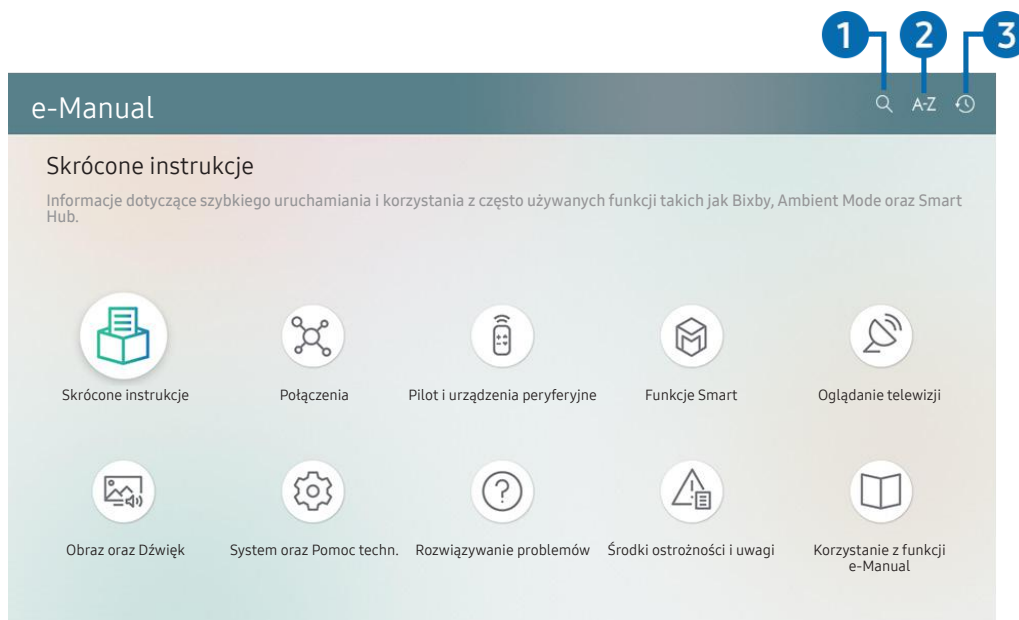 1 2 3
e-Manual
A-Z
Skrócone instrukcje
Informacje dotyczące szybkiego uruchamiania i korzystania z często używanych funkcji takich jak Bixby, Ambient Mode oraz Smart
Hub.
Skrócone instrukcje
Połączenia
Pilot i urządzenia peryferyjne
Funkcje Smart
Oglądanie telewizji
Obraz oraz Dźwięk
System oraz Pomoc techn.
Rozwiązywanie problemów
Środki ostrożności i uwagi
Korzystanie z funkcji
e-Manual